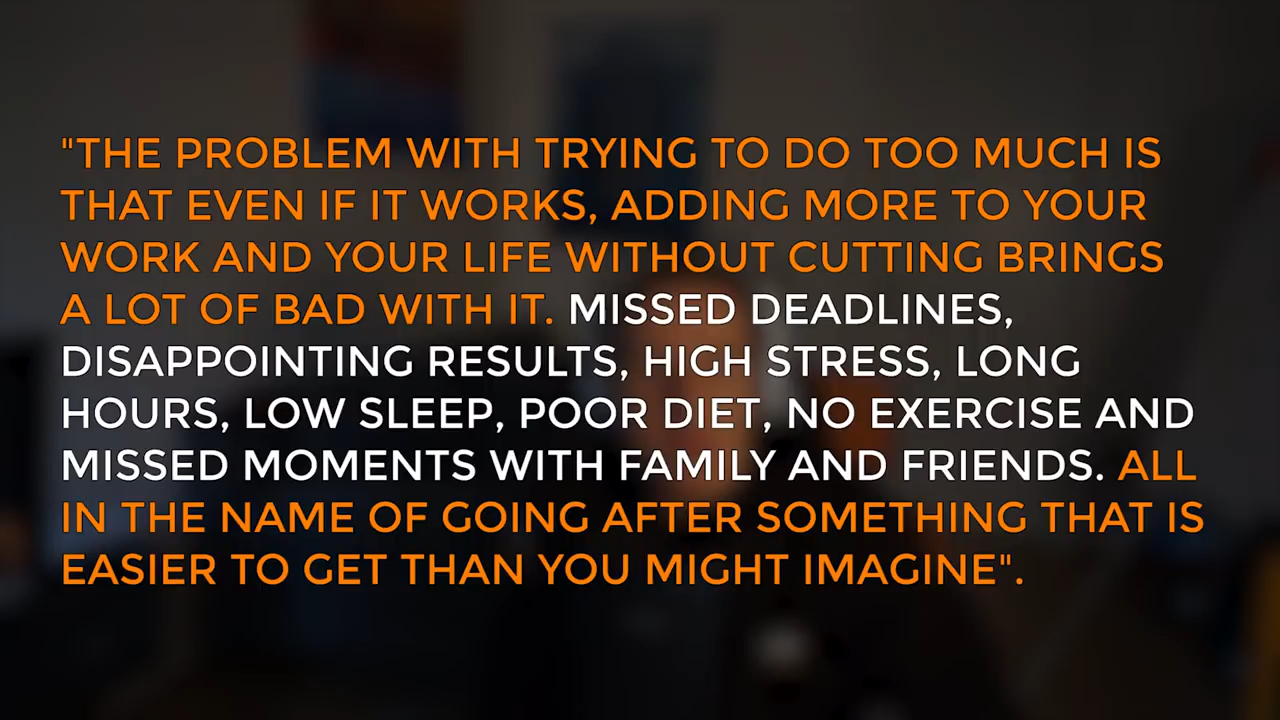 "THE PROBLEM WITH TRYING TO DO TOO MUCH IS
THAT EVEN IF IT WORKS, ADDING MORE TO YOUR
WORK AND YOUR LIFE WITHOUT CUTTING BRINGS
A LOT OF BAD WITH IT. MISSED DEADLINES,
DISAPPOINTING RESULTS, HIGH STRESS, LONG
HOURS, LOW SLEEP, POOR DIET, NO EXERCISE AND
MISSED MOMENTS WITH FAMILY AND FRIENDS. ALL
IN THE NAME OF GOING AFTER SOMETHING THAT IS
EASIER TO GET THAN YOU MIGHT IMAGINE".